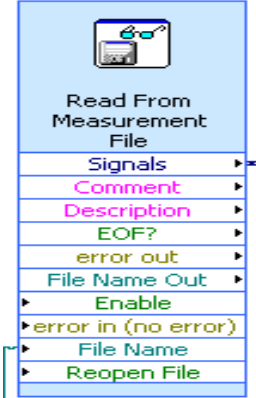 Read From
Measurement
File
Signals
Comment
Description
EOF?
error out
File Name Out
Enable
error in (no error)
File Name
Reopen File